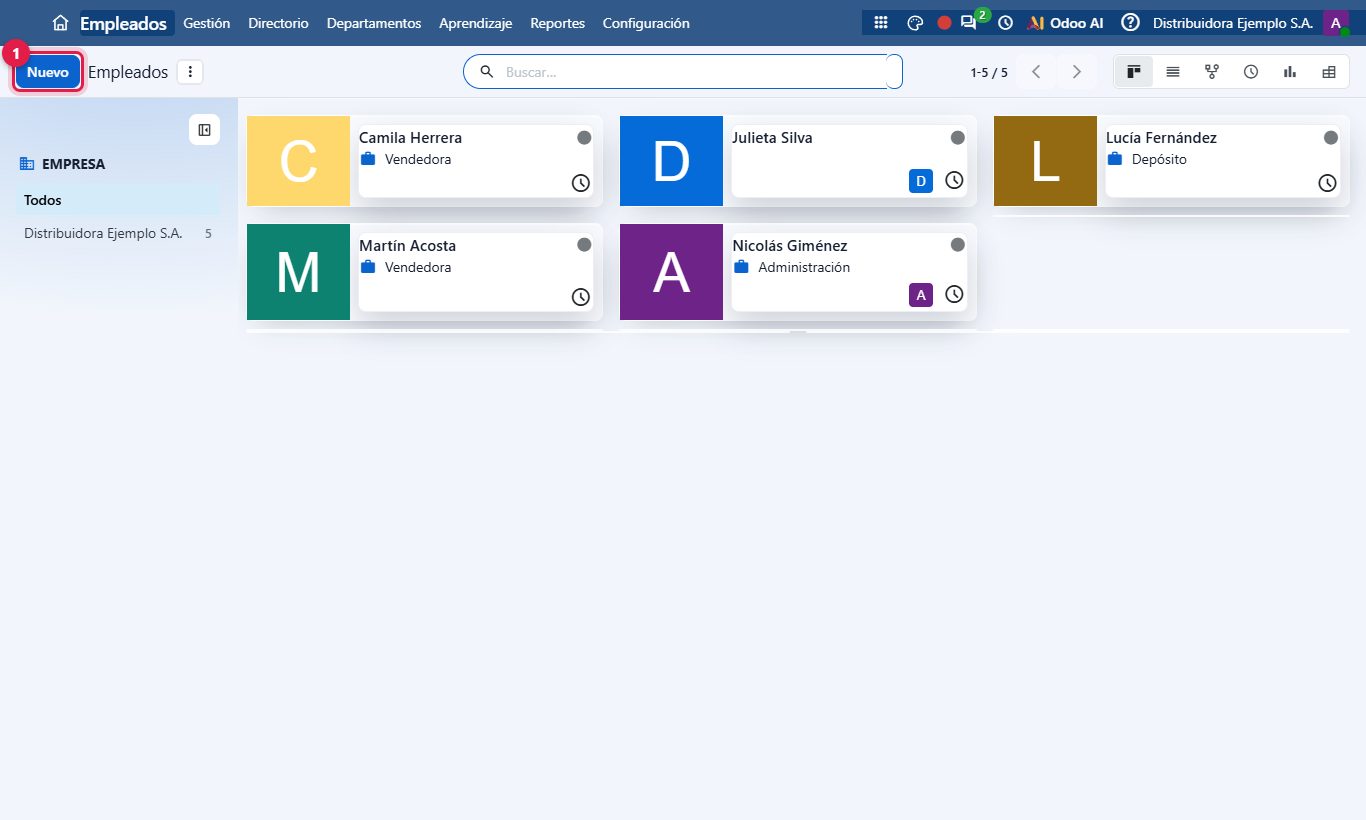 Empleados Gestión Directorio Departamentos Aprendizaje Reportes Configuración 2 Odoo AI Distribuidora Ejemplo S.A. A
1
Nuevo Empleados Buscar... 1-5 / 5
EMPRESA
Todos
Distribuidora Ejemplo S.A. 5
C
Camila Herrera
Vendedora
D
Julieta Silva
D
L
Lucía Fernández
Depósito
M
Martín Acosta
Vendedora
A
Nicolás Giménez
Administración
A